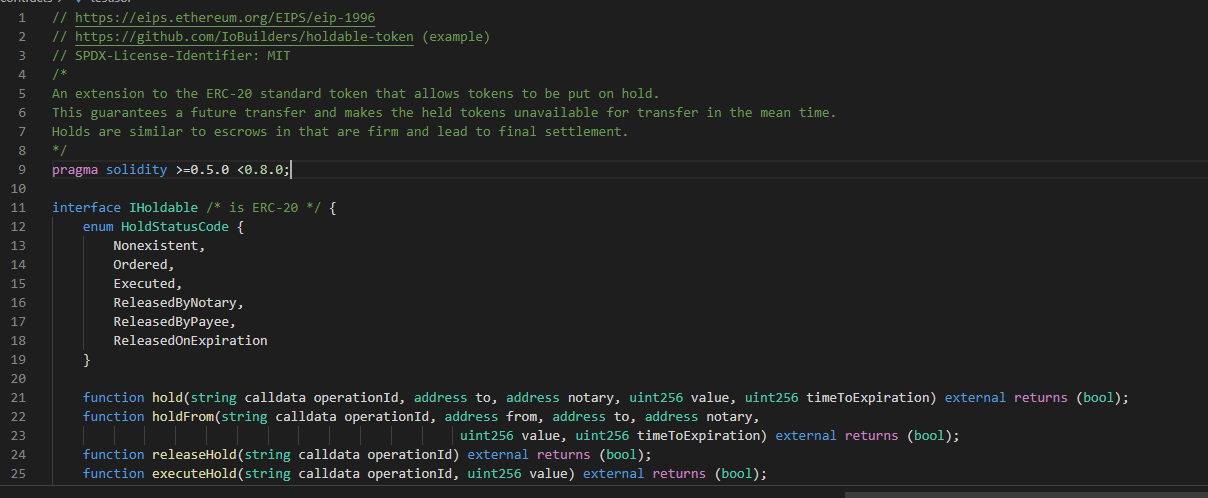 1 // https://eips.ethereum.org/EIPS/eip-1996
2 // https://github.com/IoBuilders/holdable-token (example)
3 // SPDX-License-Identifier: MIT
4 /*
5 An extension to the ERC-20 standard token that allows tokens to be put on hold.
6 This guarantees a future transfer and makes the held tokens unavailable for transfer in the mean time.
7 Holds are similar to escrows in that are firm and lead to final settlement.
8 */
9 pragma solidity >=0.5.0 <0.8.0;
10
11 interface IHoldable /* is ERC-20 */ {
12 enum HoldStatusCode {
13 Nonexistent,
14 Ordered,
15 Executed,
16 ReleasedByNotary,
17 ReleasedByPayee,
18 ReleasedOnExpiration
19 }
20
21 function hold(string calldata operationId, address to, address notary, uint256 value, uint256 timeToExpiration) external returns (bool);
22 function holdFrom(string calldata operationId, address from, address to, address notary,
23 uint256 value, uint256 timeToExpiration) external returns (bool);
24 function releaseHold(string calldata operationId) external returns (bool);
25 function executeHold(string calldata operationId, uint256 value) external returns (bool);